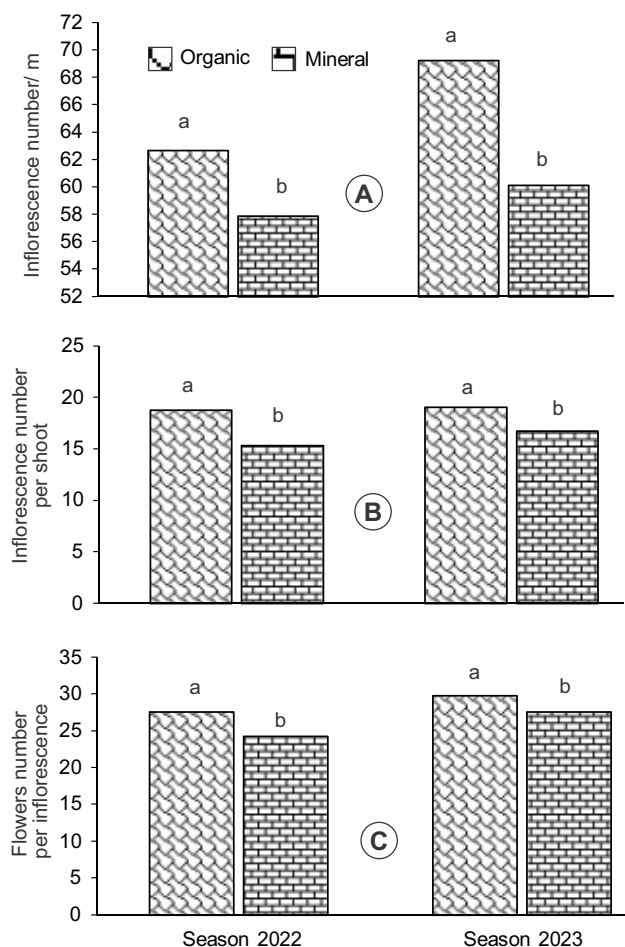 Inflorescence number/ m
72
70
68
66
64
62
60
58
56
54
52
Organic
Mineral
a
b
a
b
A
Inflorescence number
per shoot
25
20
15
10
5
0
a
b
a
b
B
Flowers number
per inflorescence
35
30
25
20
15
10
5
0
a
b
a
b
C
Season 2022
Season 2023